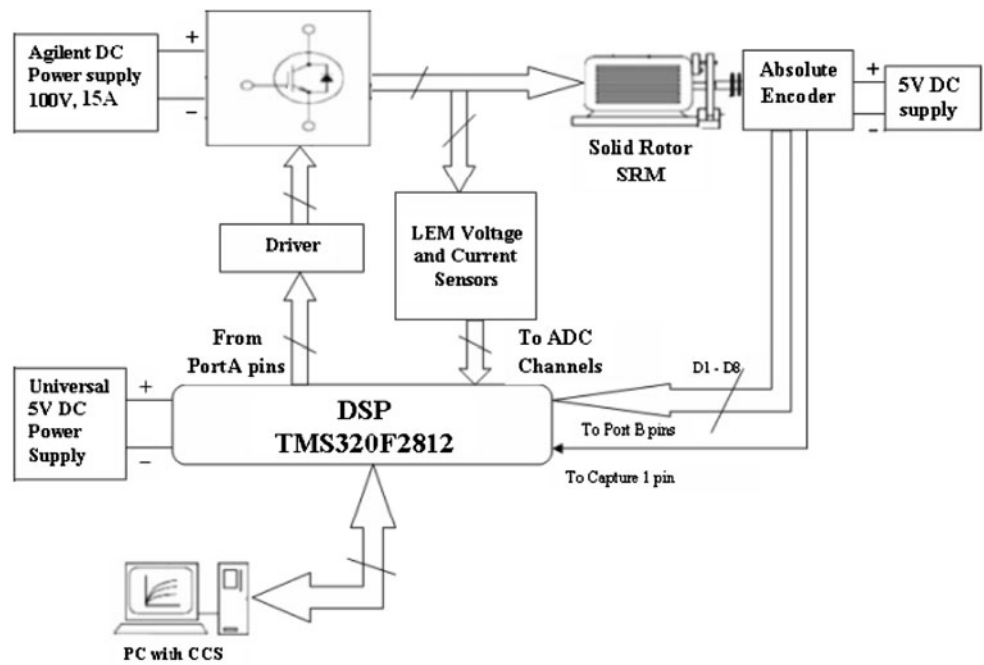 Agilent DC
Power supply
100V, 15A
+
−
Solid Rotor
SRM
Absolute
Encoder
+
-
5V DC
supply
Driver
LEM Voltage
and Current
Sensors
From
PortA pins
To ADC
Channels
D1 - D8
Universal
5V DC
Power
Supply
+
−
DSP
TMS320F2812
To Port B pins
To Capture 1 pin
PC with CCS